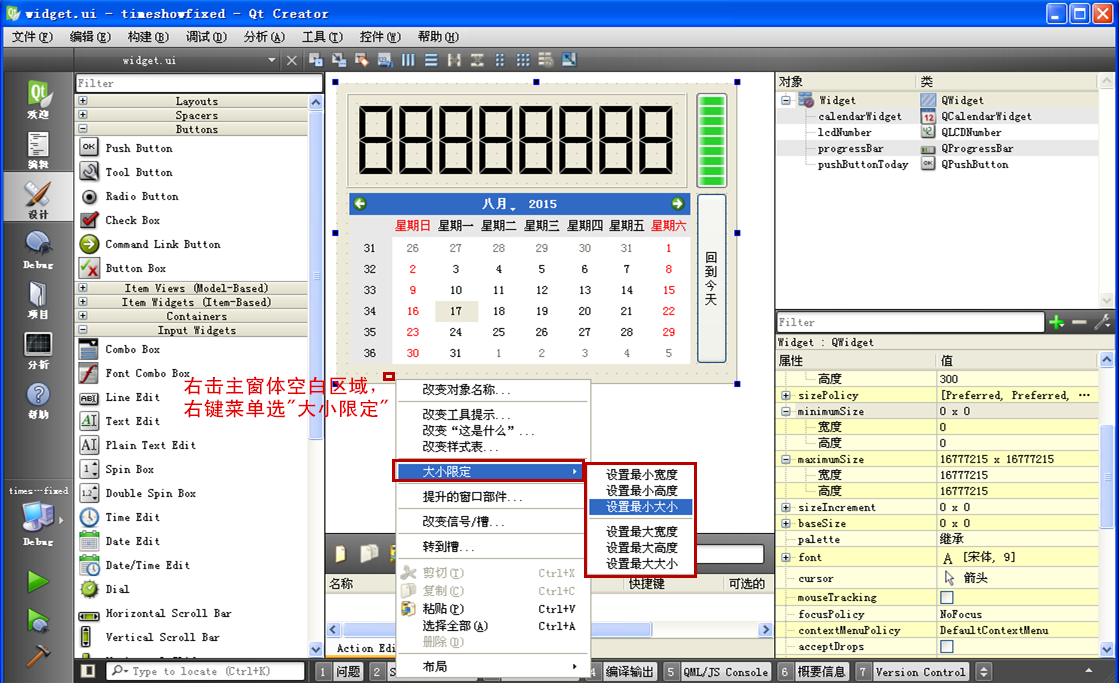 widget.ui - timeshowfixed - Qt Creator
文件(F) 编辑(E) 构建(B) 调试(D) 分析(A) 工具(T) 控件(W) 帮助(H)
widget.ui
欢迎
编辑
设计
Debug
项目
分析
帮助
times…fixed
Debug
Filter
Layouts
Spacers
Buttons
Push Button
Tool Button
Radio Button
Check Box
Command Link Button
Button Box
Item Views (Model-Based)
Item Widgets (Item-Based)
Containers
Input Widgets
Combo Box
Font Combo Box
Line Edit
Text Edit
Plain Text Edit
Spin Box
Double Spin Box
Time Edit
Date Edit
Date/Time Edit
Dial
Horizontal Scroll Bar
Vertical Scroll Bar
88888888
八月, 2015
星期日 星期一 星期二 星期三 星期四 星期五 星期六
31 26 27 28 29 30 31 1
32 2 3 4 5 6 7 8
33 9 10 11 12 13 14 15
34 16 17 18 19 20 21 22
35 23 24 25 26 27 28 29
36 30 31 1 2 3 4 5
回到今天
右击主窗体空白区域，
右键菜单选"大小限定"
改变对象名称...
改变工具提示...
改变“这是什么”...
改变样式表...
大小限定
提升的窗口部件...
改变信号/槽...
转到槽...
剪切(T) Ctrl+X
复制(C) Ctrl+C
粘贴(P) Ctrl+V
选择全部(A) Ctrl+A
删除(D)
布局
设置最小宽度
设置最小高度
设置最小大小
设置最大宽度
设置最大高度
设置最大大小
名称 快捷键 可选的
Action Edi
对象 类
Widget QWidget
calendarWidget QCalendarWidget
lcdNumber QLCDNumber
progressBar QProgressBar
pushButtonToday QPushButton
Filter
Widget : QWidget
属性 值
高度 300
sizePolicy [Preferred, Preferred, ...
minimumSize 0 x 0
宽度 0
高度 0
maximumSize 16777215 x 16777215
宽度 16777215
高度 16777215
sizeIncrement 0 x 0
baseSize 0 x 0
palette 继承
font A [宋体, 9]
cursor 箭头
mouseTracking
focusPolicy NoFocus
contextMenuPolicy DefaultContextMenu
acceptDrops
Type to locate (Ctrl+K) 1 问题 2 S 4 编译输出 5 QML/JS Console 6 概要信息 7 Version Control